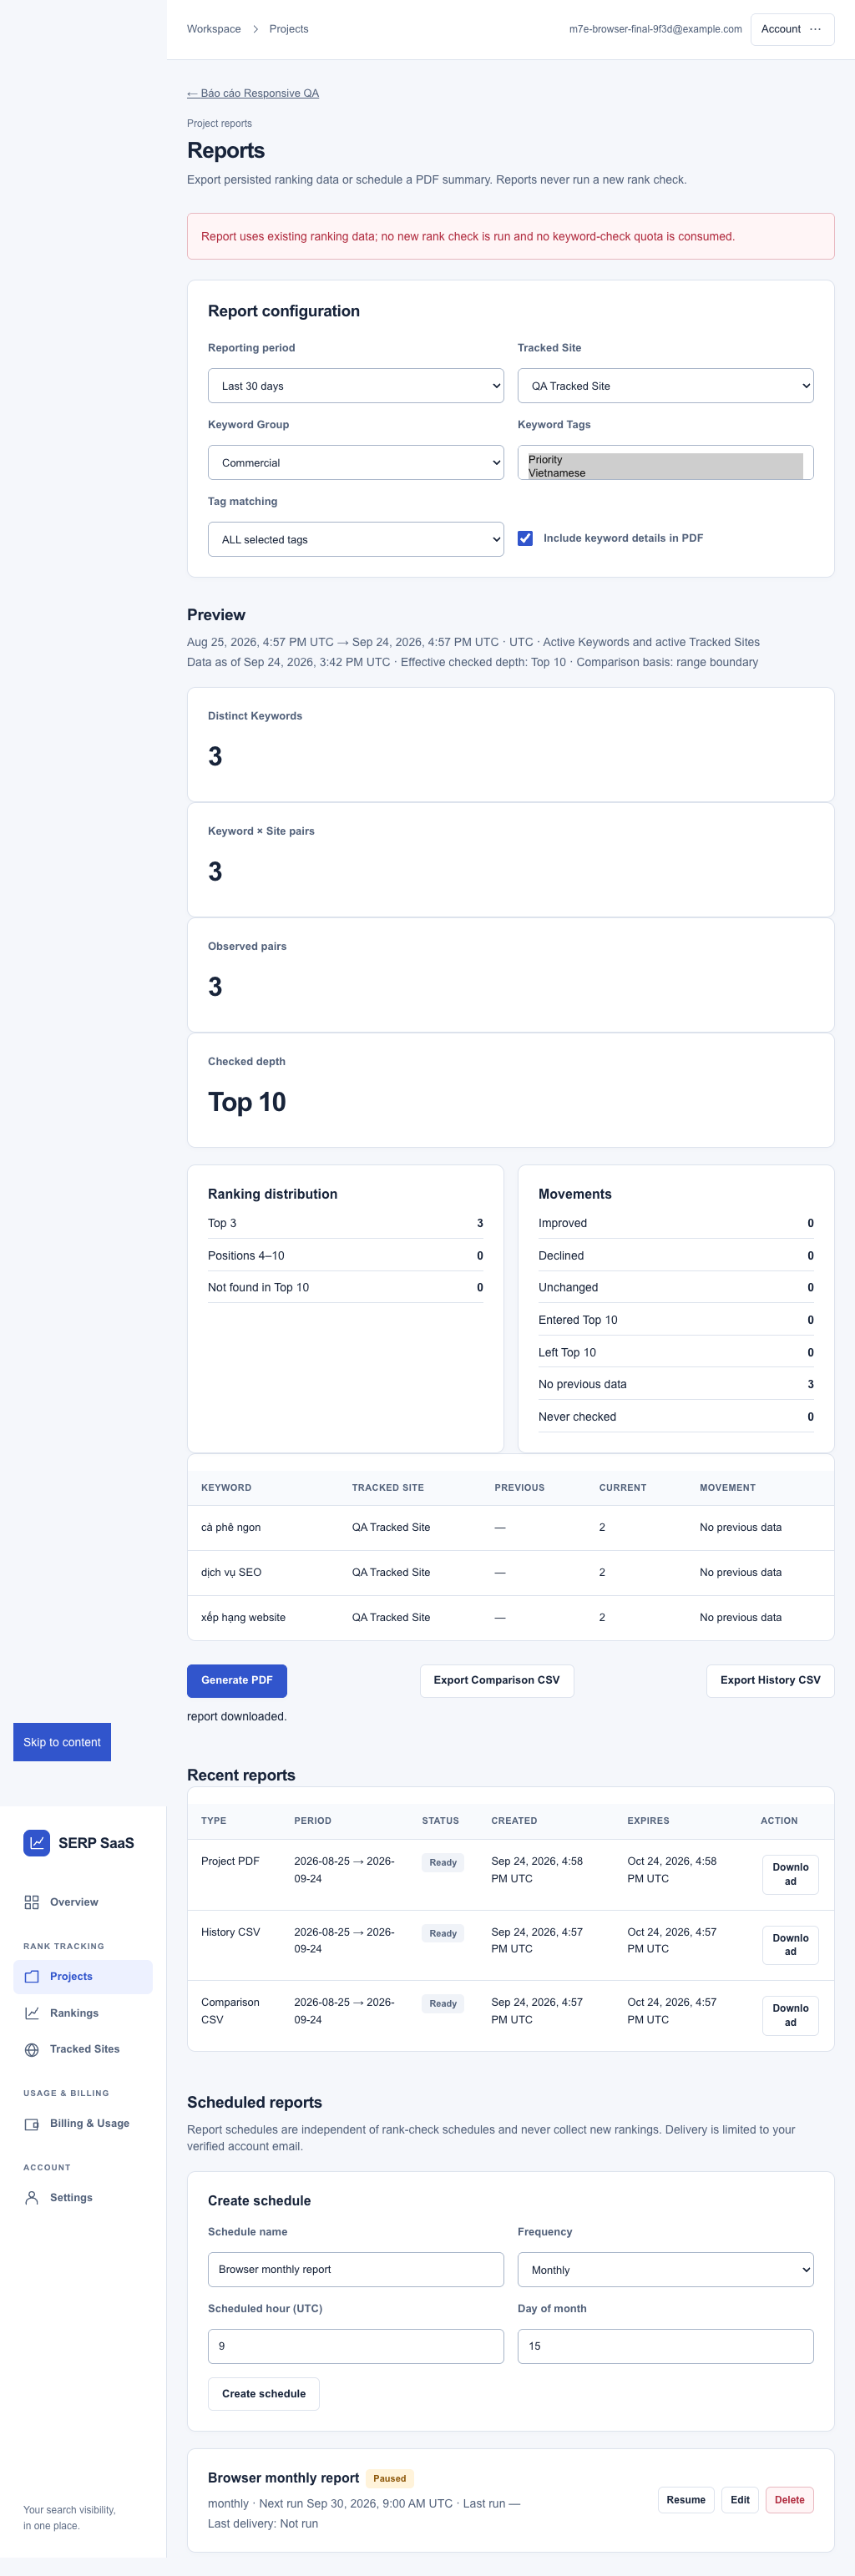 Workspace > Projects
m7e-browser-final-9f3d@example.com
Account ···
← Báo cáo Responsive QA
Project reports
Reports
Export persisted ranking data or schedule a PDF summary. Reports never run a new rank check.
Report uses existing ranking data; no new rank check is run and no keyword-check quota is consumed.
Report configuration
Reporting period
Last 30 days
Tracked Site
QA Tracked Site
Keyword Group
Commercial
Keyword Tags
Priority
Vietnamese
Tag matching
ALL selected tags
Include keyword details in PDF
Preview
Aug 25, 2026, 4:57 PM UTC → Sep 24, 2026, 4:57 PM UTC · UTC · Active Keywords and active Tracked Sites
Data as of Sep 24, 2026, 3:42 PM UTC · Effective checked depth: Top 10 · Comparison basis: range boundary
Distinct Keywords
3
Keyword × Site pairs
3
Observed pairs
3
Checked depth
Top 10
Ranking distribution
Top 3 3
Positions 4–10 0
Not found in Top 10 0
Movements
Improved 0
Declined 0
Unchanged 0
Entered Top 10 0
Left Top 10 0
No previous data 3
Never checked 0
KEYWORD TRACKED SITE PREVIOUS CURRENT MOVEMENT
cà phê ngon QA Tracked Site — 2 No previous data
dịch vụ SEO QA Tracked Site — 2 No previous data
xếp hạng website QA Tracked Site — 2 No previous data
Generate PDF
Export Comparison CSV
Export History CSV
report downloaded.
Skip to content
SERP SaaS
Overview
RANK TRACKING
Projects
Rankings
Tracked Sites
USAGE & BILLING
Billing & Usage
ACCOUNT
Settings
Your search visibility,
in one place.
Recent reports
TYPE PERIOD STATUS CREATED EXPIRES ACTION
Project PDF 2026-08-25 → 2026- Ready Sep 24, 2026, 4:58 Oct 24, 2026, 4:58 Downlo
09-24 PM UTC PM UTC ad
History CSV 2026-08-25 → 2026- Ready Sep 24, 2026, 4:57 Oct 24, 2026, 4:57 Downlo
09-24 PM UTC PM UTC ad
Comparison 2026-08-25 → 2026- Ready Sep 24, 2026, 4:57 Oct 24, 2026, 4:57 Downlo
CSV 09-24 PM UTC PM UTC ad
Scheduled reports
Report schedules are independent of rank-check schedules and never collect new rankings. Delivery is limited to your
verified account email.
Create schedule
Schedule name
Browser monthly report
Frequency
Monthly
Scheduled hour (UTC)
9
Day of month
15
Create schedule
Browser monthly report Paused
monthly · Next run Sep 30, 2026, 9:00 AM UTC · Last run —
Last delivery: Not run
Resume Edit Delete